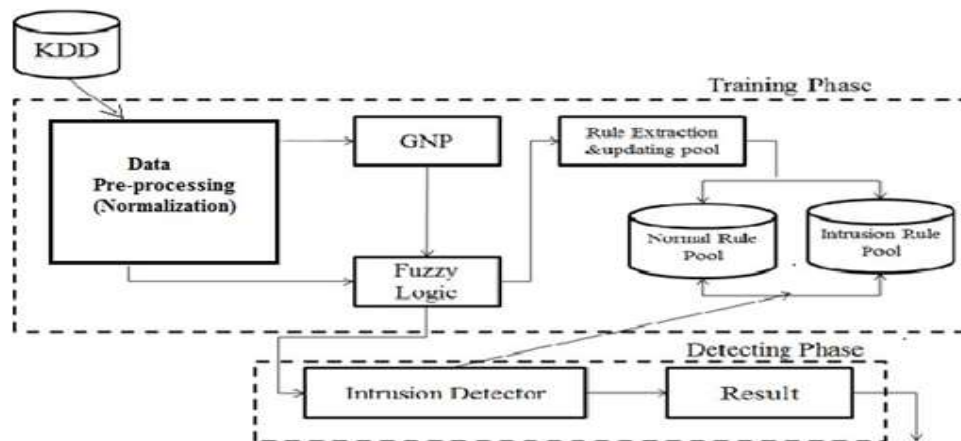 KDD
Training Phase
Data
Pre-processing
(Normalization)
GNP
Rule Extraction
&updating pool
Normal Rule
Pool
Intrusion Rule
Pool
Fuzzy
Logic
Detecting Phase
Intrusion Detector
Result